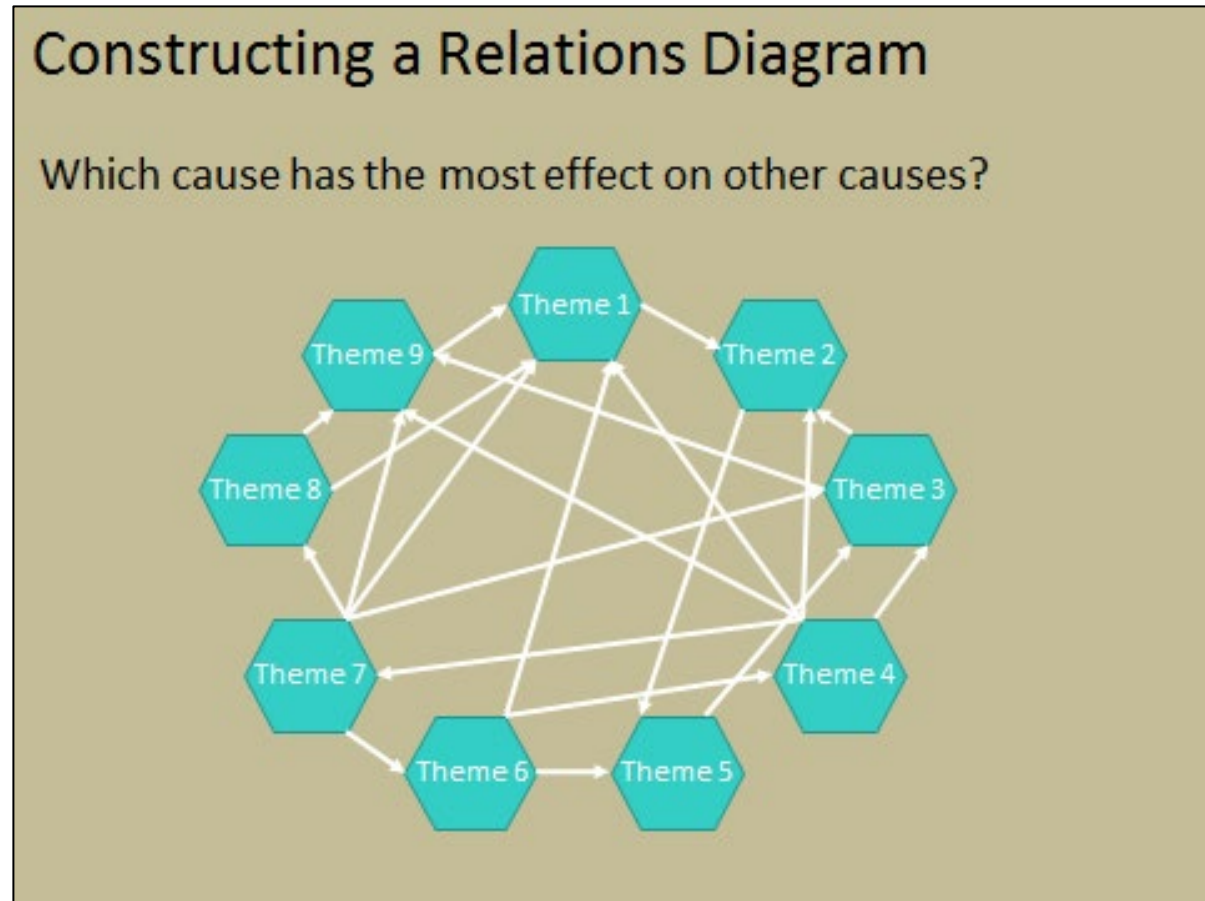 Constructing a Relations Diagram
Which cause has the most effect on other causes?
Theme 1
Theme 9
Theme 2
Theme 8
Theme 3
Theme 7
Theme 4
Theme 6
Theme 5